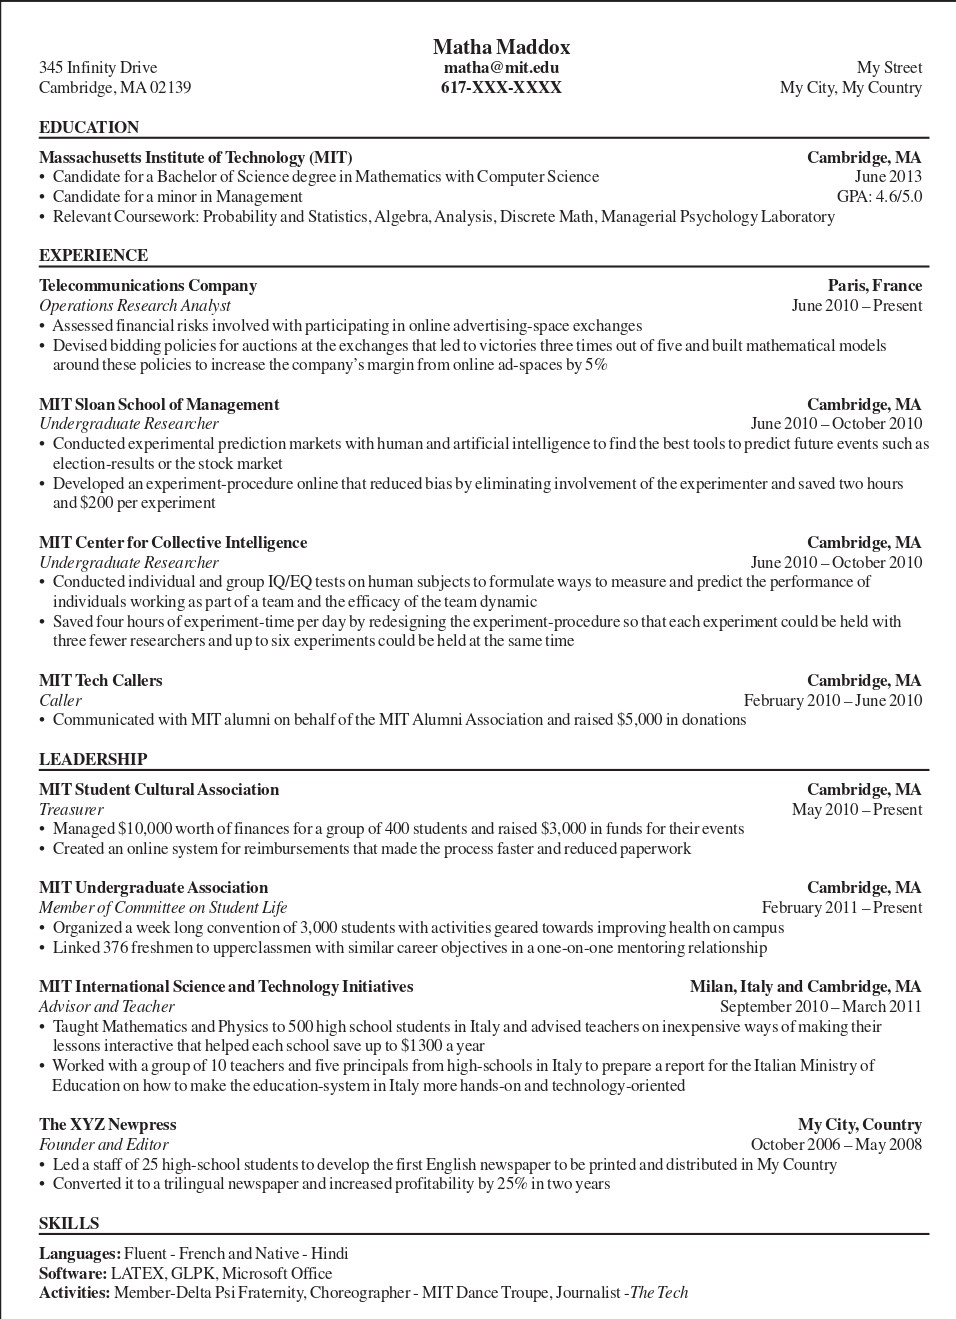 Matha Maddox
345 Infinity Drive matha@mit.edu My Street
Cambridge, MA 02139 617-XXX-XXXX My City, My Country
EDUCATION
Massachusetts Institute of Technology (MIT) Cambridge, MA
• Candidate for a Bachelor of Science degree in Mathematics with Computer Science June 2013
• Candidate for a minor in Management GPA: 4.6/5.0
• Relevant Coursework: Probability and Statistics, Algebra, Analysis, Discrete Math, Managerial Psychology Laboratory
EXPERIENCE
Telecommunications Company Paris, France
Operations Research Analyst June 2010 – Present
• Assessed financial risks involved with participating in online advertising-space exchanges
• Devised bidding policies for auctions at the exchanges that led to victories three times out of five and built mathematical models
around these policies to increase the company's margin from online ad-spaces by 5%
MIT Sloan School of Management Cambridge, MA
Undergraduate Researcher June 2010 – October 2010
• Conducted experimental prediction markets with human and artificial intelligence to find the best tools to predict future events such as
election-results or the stock market
• Developed an experiment-procedure online that reduced bias by eliminating involvement of the experimenter and saved two hours
and $200 per experiment
MIT Center for Collective Intelligence Cambridge, MA
Undergraduate Researcher June 2010 – October 2010
• Conducted individual and group IQ/EQ tests on human subjects to formulate ways to measure and predict the performance of
individuals working as part of a team and the efficacy of the team dynamic
• Saved four hours of experiment-time per day by redesigning the experiment-procedure so that each experiment could be held with
three fewer researchers and up to six experiments could be held at the same time
MIT Tech Callers Cambridge, MA
Caller February 2010 – June 2010
• Communicated with MIT alumni on behalf of the MIT Alumni Association and raised $5,000 in donations
LEADERSHIP
MIT Student Cultural Association Cambridge, MA
Treasurer May 2010 – Present
• Managed $10,000 worth of finances for a group of 400 students and raised $3,000 in funds for their events
• Created an online system for reimbursements that made the process faster and reduced paperwork
MIT Undergraduate Association Cambridge, MA
Member of Committee on Student Life February 2011 – Present
• Organized a week long convention of 3,000 students with activities geared towards improving health on campus
• Linked 376 freshmen to upperclassmen with similar career objectives in a one-on-one mentoring relationship
MIT International Science and Technology Initiatives Milan, Italy and Cambridge, MA
Advisor and Teacher September 2010 – March 2011
• Taught Mathematics and Physics to 500 high school students in Italy and advised teachers on inexpensive ways of making their
lessons interactive that helped each school save up to $1300 a year
• Worked with a group of 10 teachers and five principals from high-schools in Italy to prepare a report for the Italian Ministry of
Education on how to make the education-system in Italy more hands-on and technology-oriented
The XYZ Newpress My City, Country
Founder and Editor October 2006 – May 2008
• Led a staff of 25 high-school students to develop the first English newspaper to be printed and distributed in My Country
• Converted it to a trilingual newspaper and increased profitability by 25% in two years
SKILLS
Languages: Fluent - French and Native - Hindi
Software: LATEX, GLPK, Microsoft Office
Activities: Member-Delta Psi Fraternity, Choreographer - MIT Dance Troupe, Journalist -The Tech